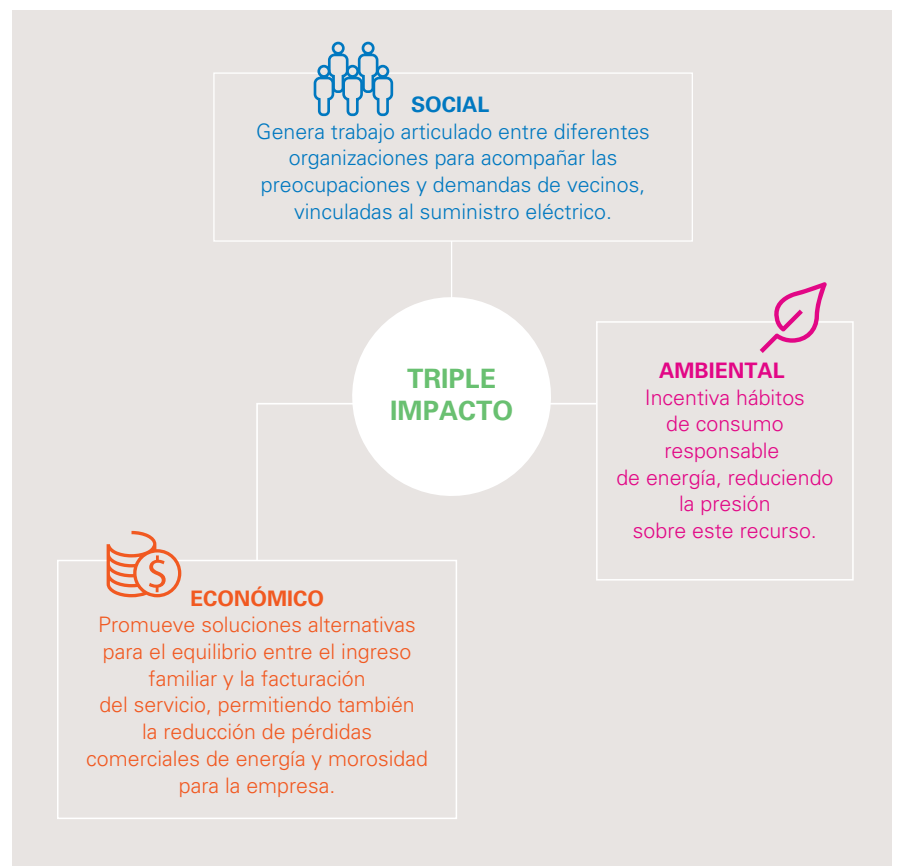 SOCIAL
Genera trabajo articulado entre diferentes
organizaciones para acompañar las
preocupaciones y demandas de vecinos,
vinculadas al suministro eléctrico.
TRIPLE
IMPACTO
AMBIENTAL
Incentiva hábitos
de consumo
responsable
de energía, reduciendo
la presión
sobre este recurso.
$
ECONÓMICO
Promueve soluciones alternativas
para el equilibrio entre el ingreso
familiar y la facturación
del servicio, permitiendo también
la reducción de pérdidas
comerciales de energía y morosidad
para la empresa.